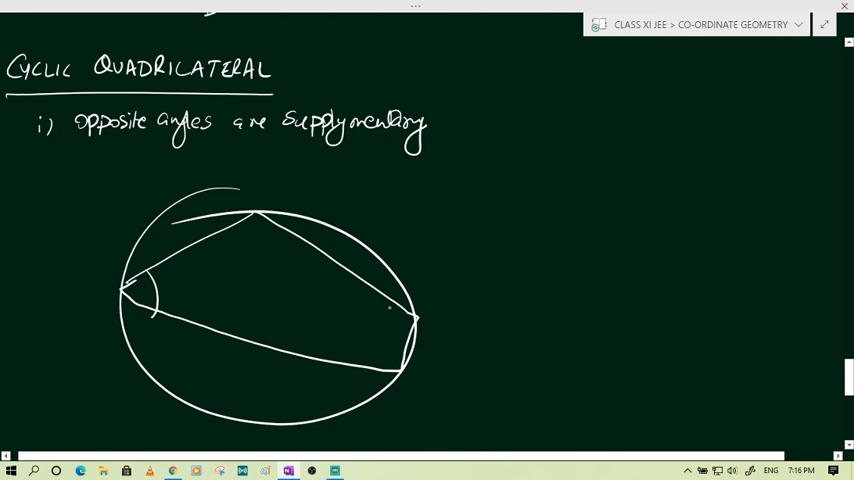 CLASS XI JEE > CO-ORDINATE GEOMETRY
CYCLIC QUADRILATERAL
i) opposite angles are supplymentary
ENG 7:16 PM